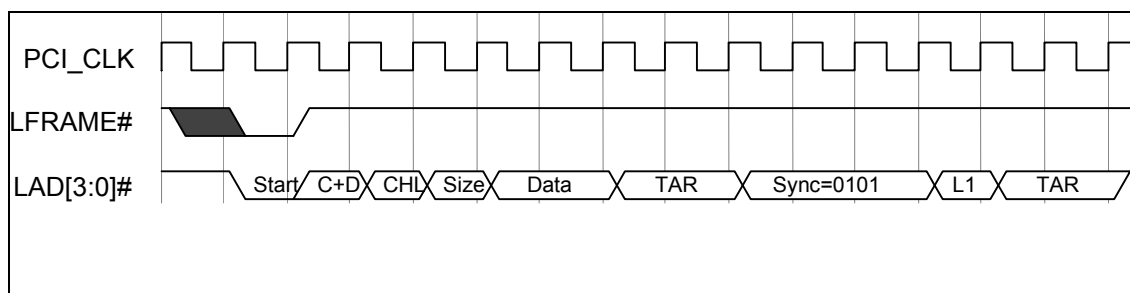 PCI_CLK
LFRAME#
LAD[3:0]# Start C+D CHL Size Data TAR Sync=0101 L1 TAR